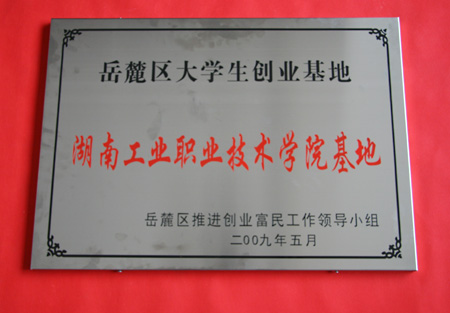 岳麓区大学生创业基地
湖南工业职业技术学院基地
岳麓区推进创业富民工作领导小组
二00九年五月